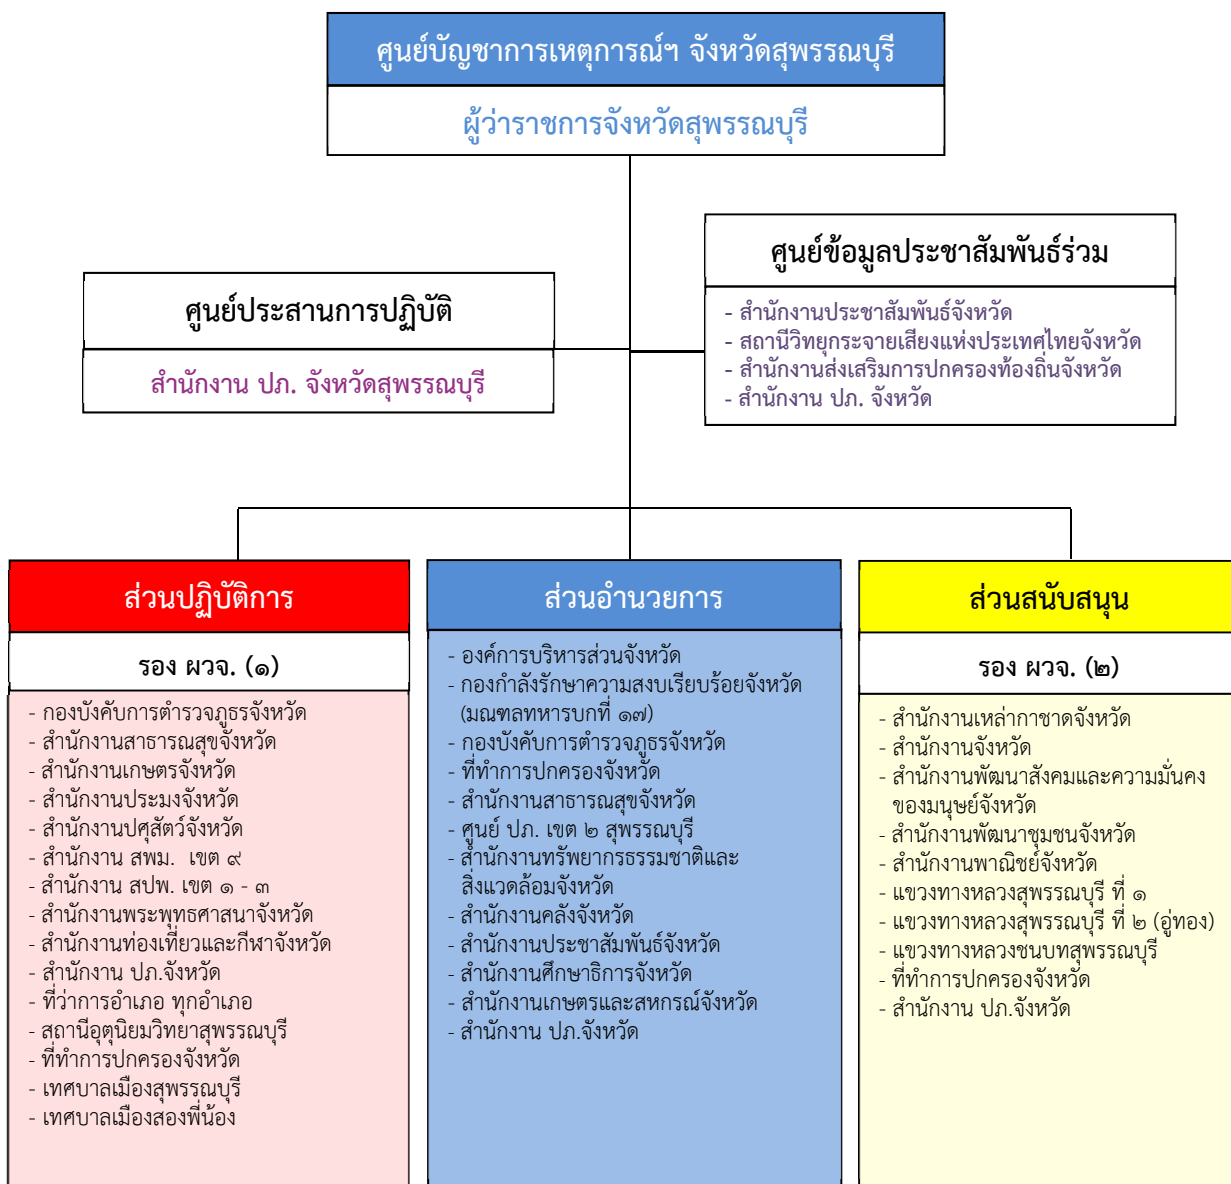 ศูนย์บัญชาการเหตุการณ์ฯ จังหวัดสุพรรณบุรี
ผู้ว่าราชการจังหวัดสุพรรณบุรี
ศูนย์ประสานการปฏิบัติ
สำนักงาน ปภ. จังหวัดสุพรรณบุรี
ศูนย์ข้อมูลประชาสัมพันธ์ร่วม
- สำนักงานประชาสัมพันธ์จังหวัด
- สถานีวิทยุกระจายเสียงแห่งประเทศไทยจังหวัด
- สำนักงานส่งเสริมการปกครองท้องถิ่นจังหวัด
- สำนักงาน ปภ. จังหวัด
ส่วนปฏิบัติการ
รอง ผวจ. (๑)
- กองบังคับการตำรวจภูธรจังหวัด
- สำนักงานสาธารณสุขจังหวัด
- สำนักงานเกษตรจังหวัด
- สำนักงานประมงจังหวัด
- สำนักงานปศุสัตว์จังหวัด
- สำนักงาน สพม. เขต ๙
- สำนักงาน สปพ. เขต ๑ - ๓
- สำนักงานพระพุทธศาสนาจังหวัด
- สำนักงานท่องเที่ยวและกีฬาจังหวัด
- สำนักงาน ปภ.จังหวัด
- ที่ว่าการอำเภอ ทุกอำเภอ
- สถานีอุตุนิยมวิทยาสุพรรณบุรี
- ที่ทำการปกครองจังหวัด
- เทศบาลเมืองสุพรรณบุรี
- เทศบาลเมืองสองพี่น้อง
ส่วนอำนวยการ
- องค์การบริหารส่วนจังหวัด
- กองกำลังรักษาความสงบเรียบร้อยจังหวัด
(มณฑลทหารบกที่ ๑๗)
- กองบังคับการตำรวจภูธรจังหวัด
- ที่ทำการปกครองจังหวัด
- สำนักงานสาธารณสุขจังหวัด
- ศูนย์ ปภ. เขต ๒ สุพรรณบุรี
- สำนักงานทรัพยากรธรรมชาติและ
สิ่งแวดล้อมจังหวัด
- สำนักงานคลังจังหวัด
- สำนักงานประชาสัมพันธ์จังหวัด
- สำนักงานศึกษาธิการจังหวัด
- สำนักงานเกษตรและสหกรณ์จังหวัด
- สำนักงาน ปภ.จังหวัด
ส่วนสนับสนุน
รอง ผวจ. (๒)
- สำนักงานเหล่ากาชาดจังหวัด
- สำนักงานจังหวัด
- สำนักงานพัฒนาสังคมและความมั่นคง
ของมนุษย์จังหวัด
- สำนักงานพัฒนาชุมชนจังหวัด
- สำนักงานพาณิชย์จังหวัด
- แขวงทางหลวงสุพรรณบุรี ที่ ๑
- แขวงทางหลวงสุพรรณบุรี ที่ ๒ (อู่ทอง)
- แขวงทางหลวงชนบทสุพรรณบุรี
- ที่ทำการปกครองจังหวัด
- สำนักงาน ปภ.จังหวัด